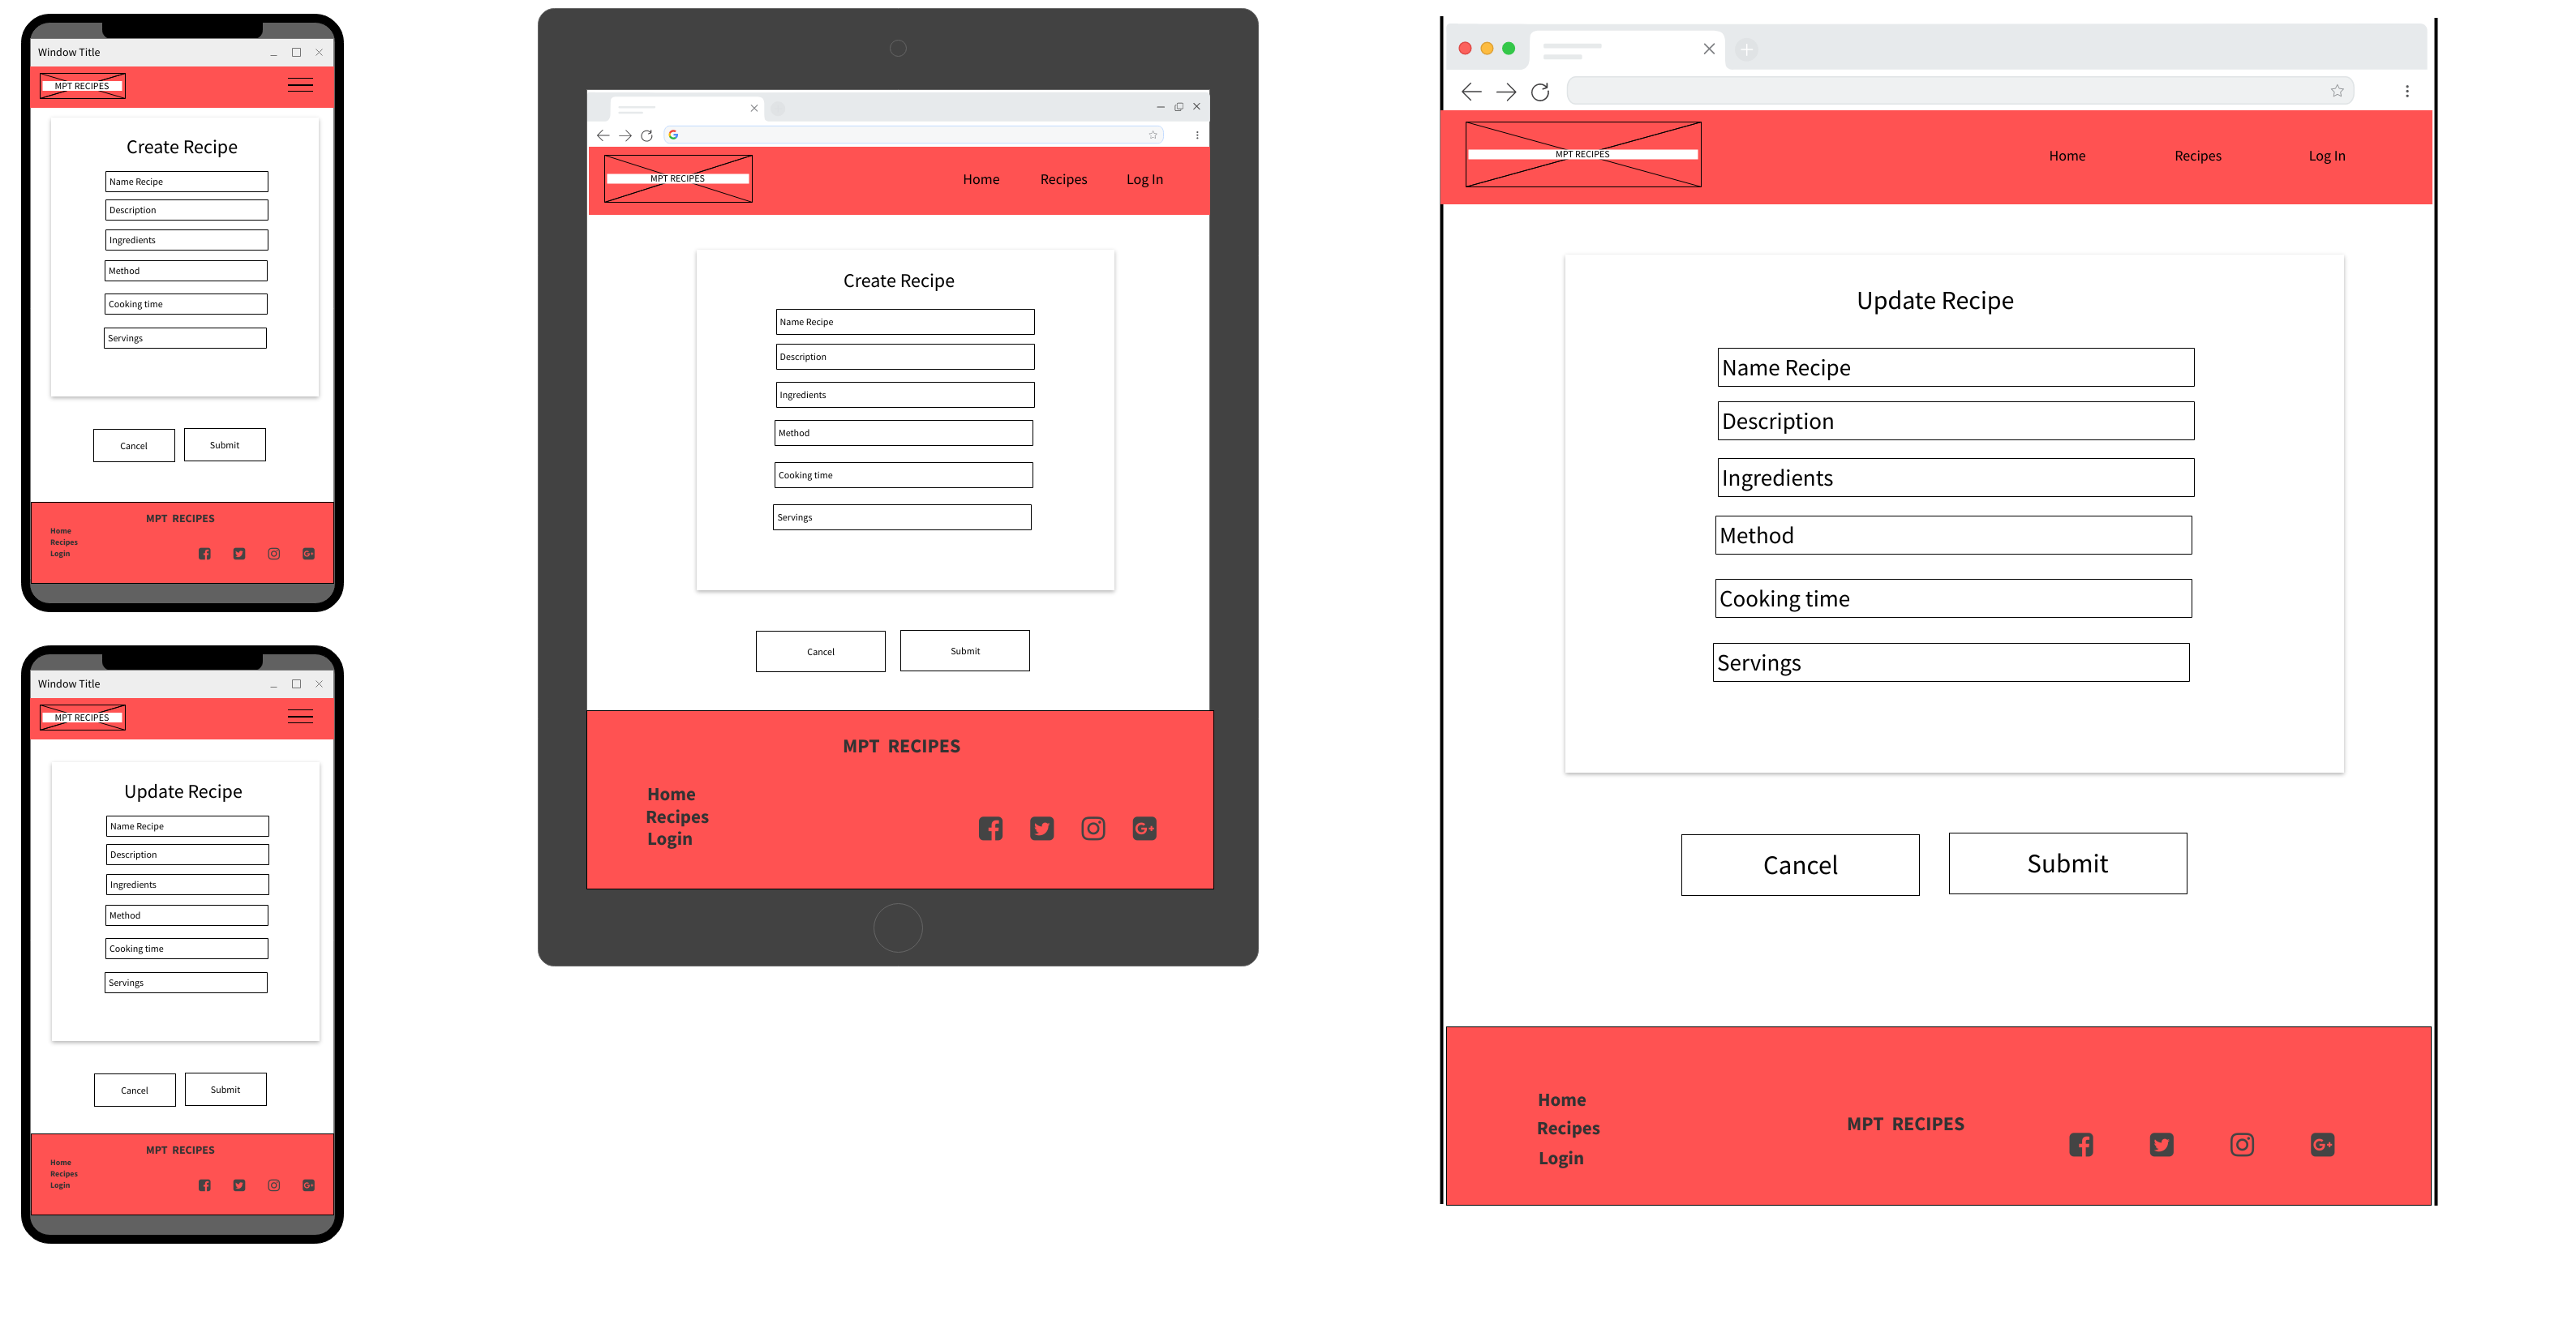 Window Title
MPT RECIPES
Create Recipe
Name Recipe
Description
Ingredients
Method
Cooking time
Servings
Cancel
Submit
MPT RECIPES
Home
Recipes
Login
Window Title
MPT RECIPES
Update Recipe
Name Recipe
Description
Ingredients
Method
Cooking time
Servings
Cancel
Submit
MPT RECIPES
Home
Recipes
Login
MPT RECIPES
Home
Recipes
Log In
Create Recipe
Name Recipe
Description
Ingredients
Method
Cooking time
Servings
Cancel
Submit
MPT RECIPES
Home
Recipes
Login
MPT RECIPES
Home
Recipes
Log In
Update Recipe
Name Recipe
Description
Ingredients
Method
Cooking time
Servings
Cancel
Submit
Home
Recipes
Login
MPT RECIPES